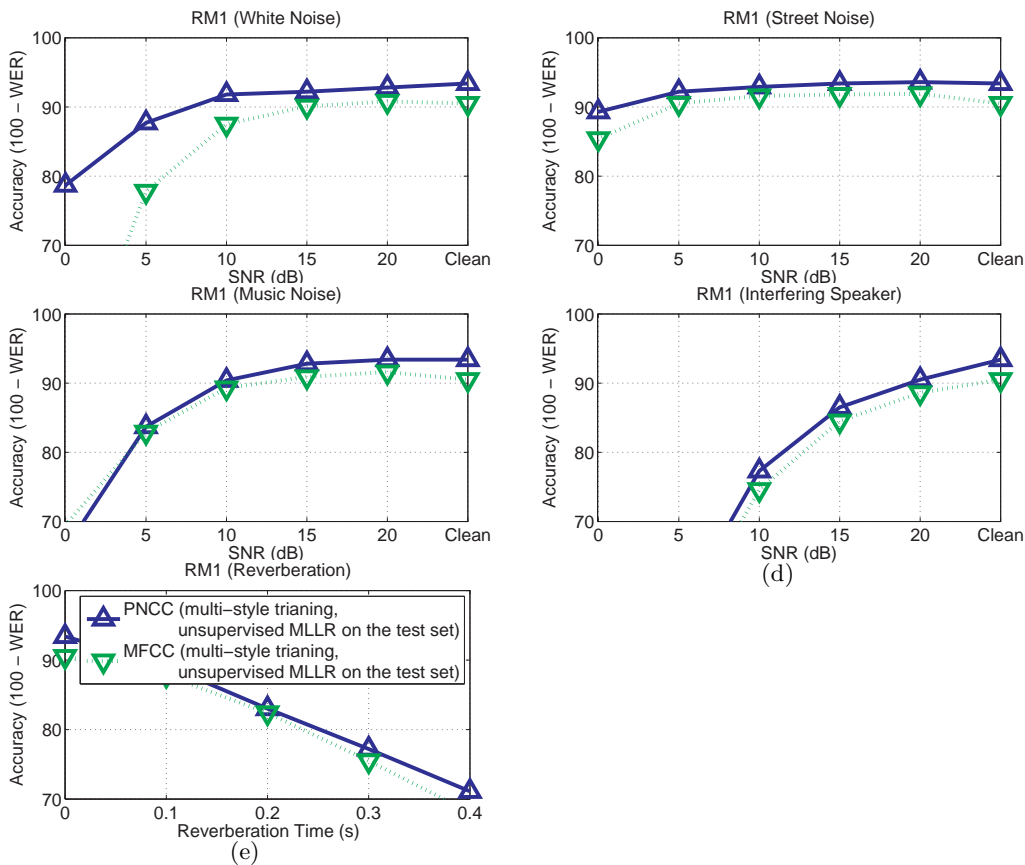 RM1 (White Noise)
100
90
80
70
Accuracy (100 − WER)
0 5 10 15 20 Clean
SNR (dB)
RM1 (Street Noise)
100
90
80
70
Accuracy (100 − WER)
0 5 10 15 20 Clean
SNR (dB)
RM1 (Music Noise)
100
90
80
70
Accuracy (100 − WER)
0 5 10 15 20 Clean
SNR (dB)
RM1 (Interfering Speaker)
100
90
80
70
Accuracy (100 − WER)
0 5 10 15 20 Clean
SNR (dB)
(d)
RM1 (Reverberation)
100
90
80
70
Accuracy (100 − WER)
PNCC (multi−style trianing,
unsupervised MLLR on the test set)
MFCC (multi−style trianing,
unsupervised MLLR on the test set)
0 0.1 0.2 0.3 0.4
Reverberation Time (s)
(e)